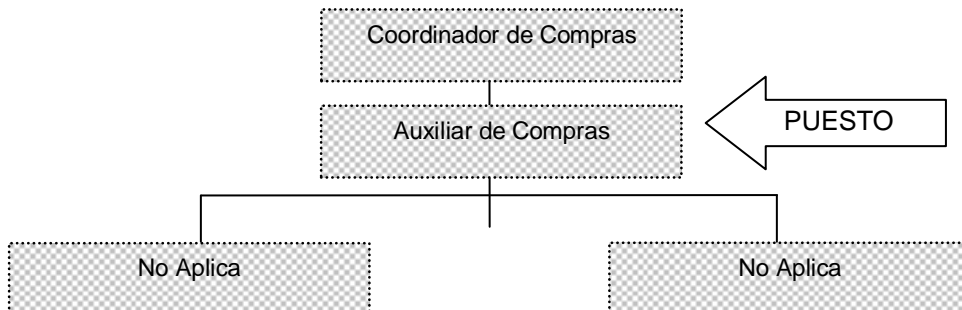 Coordinador de Compras
Auxiliar de Compras
PUESTO
No Aplica
No Aplica